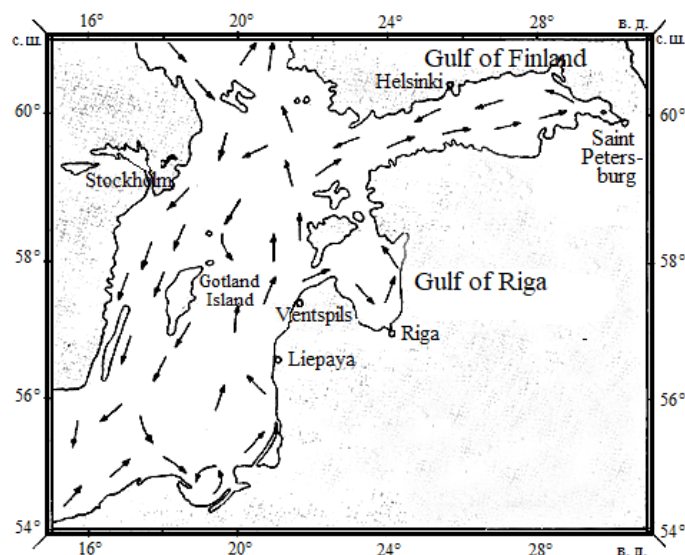 16° 20° 24° 28° в. д.
с.ш. с.ш.
Gulf of Finland
Helsinki
60° 60°
Saint
Peters-
burg
Stockholm
58° 58°
Gotland
Island
Gulf of Riga
Ventspils
Riga
Liepaya
56° 56°
54° 54°
16° 20° 24° 28° в. д.